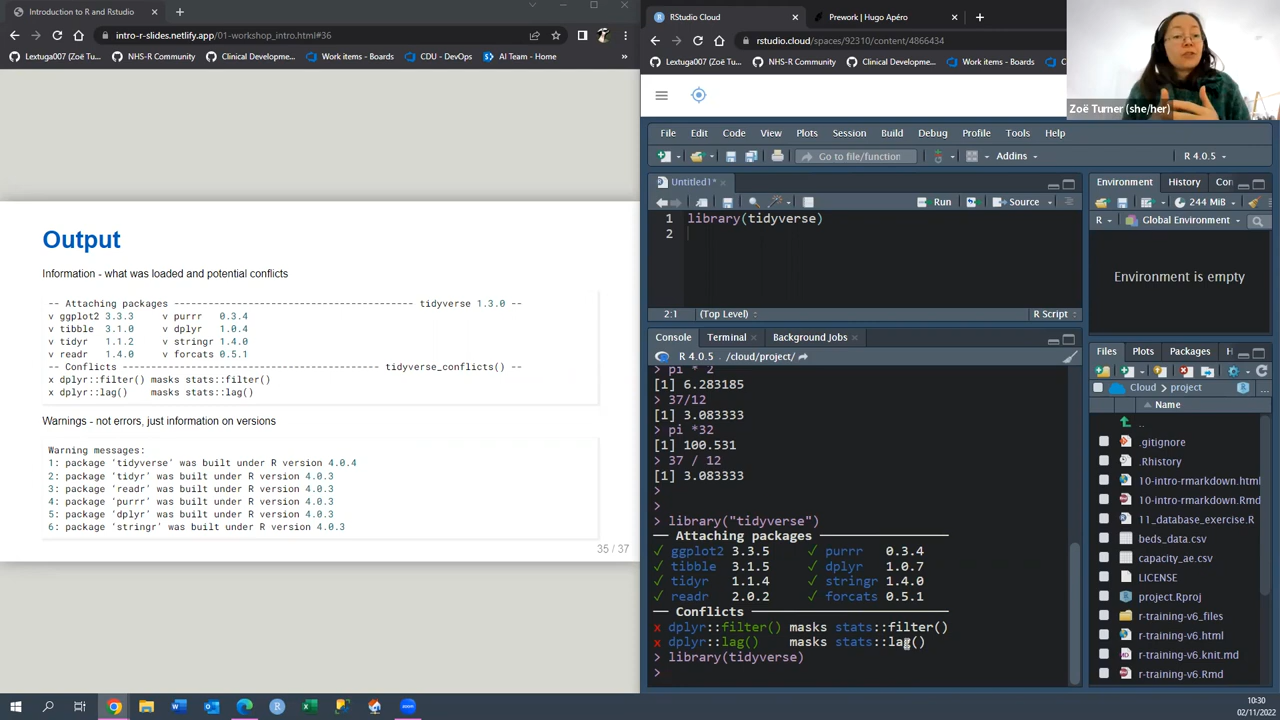 Introduction to R and Rstudio
intro-r-slides.netlify.app/01-workshop_intro.html#36
Lextuga007 (Zoë Tu...
NHS-R Community
Clinical Developme...
Work items - Boards
CDU - DevOps
AI Team - Home
»
Output
Information - what was loaded and potential conflicts
-- Attaching packages ------------------------------------------ tidyverse 1.3.0 --
v ggplot2 3.3.3     v purrr   0.3.4
v tibble  3.1.0     v dplyr   1.0.4
v tidyr   1.1.2     v stringr 1.4.0
v readr   1.4.0     v forcats 0.5.1
-- Conflicts ------------------------------------- tidyverse_conflicts() --
x dplyr::filter() masks stats::filter()
x dplyr::lag()    masks stats::lag()
Warnings - not errors, just information on versions
Warning messages:
1: package ‘tidyverse’ was built under R version 4.0.4
2: package ‘tidyr’ was built under R version 4.0.3
3: package ‘readr’ was built under R version 4.0.3
4: package ‘purrr’ was built under R version 4.0.3
5: package ‘dplyr’ was built under R version 4.0.3
6: package ‘stringr’ was built under R version 4.0.3
35 / 37
RStudio Cloud
Prework | Hugo Apéro
rstudio.cloud/spaces/92310/content/4866434
Lextuga007 (Zoë Tu...
NHS-R Community
Clinical Developme...
Work items - Boards
Zoë Turner (she/her)
File Edit Code View Plots Session Build Debug Profile Tools Help
Go to file/function
Addins
R 4.0.5
Untitled1*
Run
Source
1 library(tidyverse)
2
2:1 (Top Level) R Script
Console Terminal Background Jobs
R 4.0.5 . /cloud/project/
> pi * 2
[1] 6.283185
> 37/12
[1] 3.083333
> pi *32
[1] 100.531
> 37 / 12
[1] 3.083333
>
>
> library("tidyverse")
── Attaching packages ──
✓ ggplot2 3.3.5     ✓ purrr   0.3.4
✓ tibble  3.1.5     ✓ dplyr   1.0.7
✓ tidyr   1.1.4     ✓ stringr 1.4.0
✓ readr   2.0.2     ✓ forcats 0.5.1
── Conflicts ──
x dplyr::filter() masks stats::filter()
x dplyr::lag()    masks stats::lag()
> library(tidyverse)
>
Environment History Co
244 MiB
R Global Environment
Environment is empty
Files Plots Packages H
Cloud > project
Name
..
.gitignore
.Rhistory
10-intro-rmarkdown.html
10-intro-rmarkdown.Rmd
11_database_exercise.R
beds_data.csv
capacity_ae.csv
LICENSE
project.Rproj
r-training-v6_files
r-training-v6.html
r-training-v6.knit.md
r-training-v6.Rmd
10:30
02/11/2022